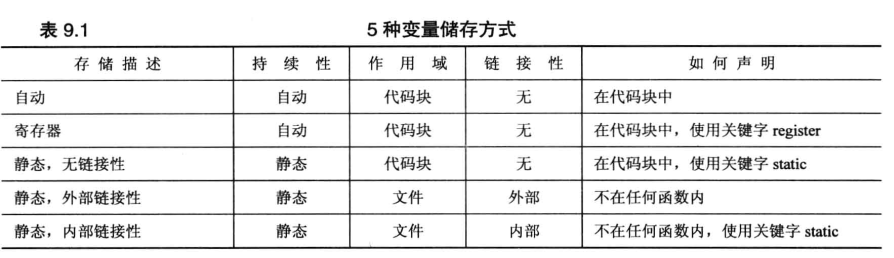 表 9.1 5 种变量储存方式
存储描述 持续性 作用域 链接性 如何声明
自动 自动 代码块 无 在代码块中
寄存器 自动 代码块 无 在代码块中，使用关键字 register
静态，无链接性 静态 代码块 无 在代码块中，使用关键字 static
静态，外部链接性 静态 文件 外部 不在任何函数内
静态，内部链接性 静态 文件 内部 不在任何函数内，使用关键字 static